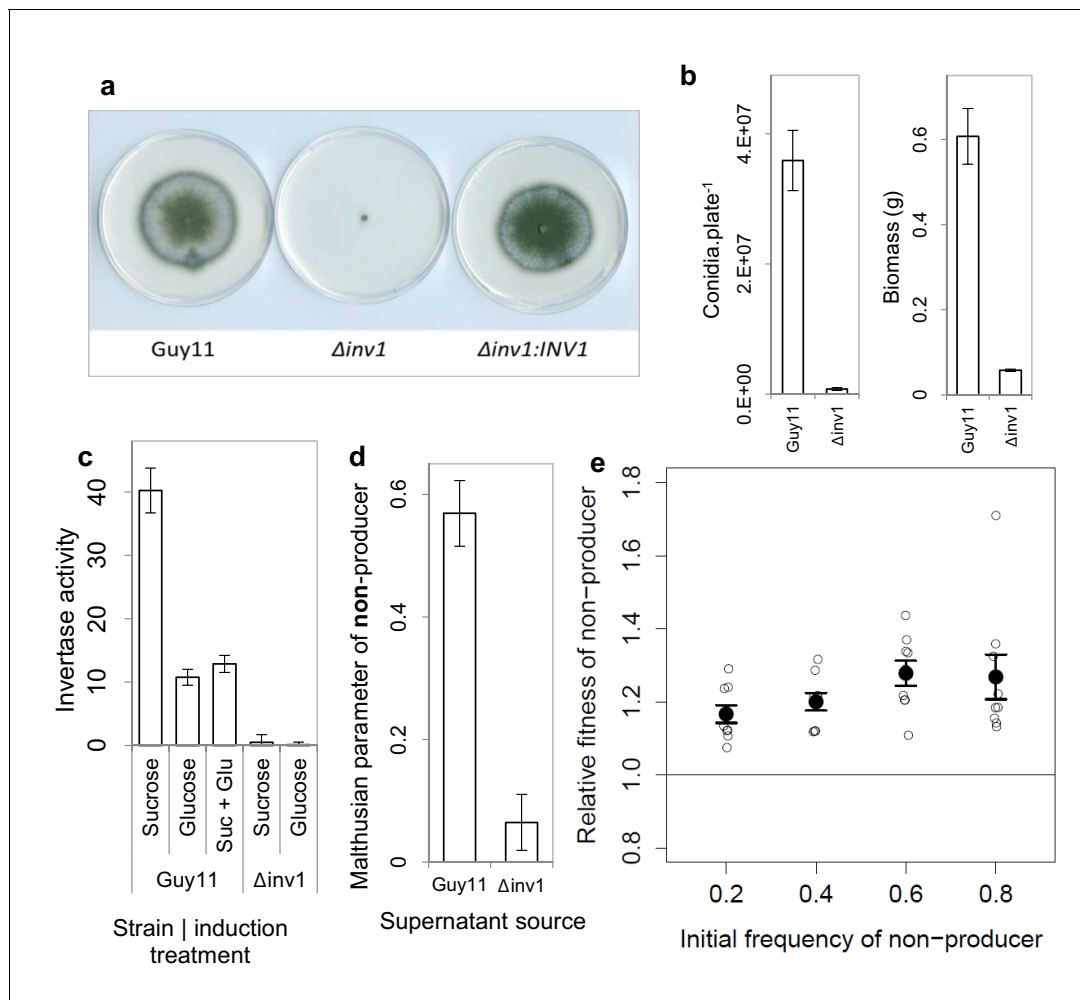 a
Guy11
Δinv1
Δinv1:INV1
b
Conidia.plate⁻¹
4.E+07
2.E+07
0.E+00
Guy11
Δinv1
Biomass (g)
0.6
0.4
0.2
0
Guy11
Δinv1
c
Invertase activity
40
30
20
10
0
Sucrose
Glucose
Suc + Glu
Sucrose
Glucose
Guy11
Δinv1
Strain | induction
treatment
d
Malthusian parameter of non-producer
0.6
0.4
0.2
0
Guy11
Δinv1
Supernatant source
e
Relative fitness of non−producer
1.8
1.6
1.4
1.2
1.0
0.8
0.2
0.4
0.6
0.8
Initial frequency of non−producer